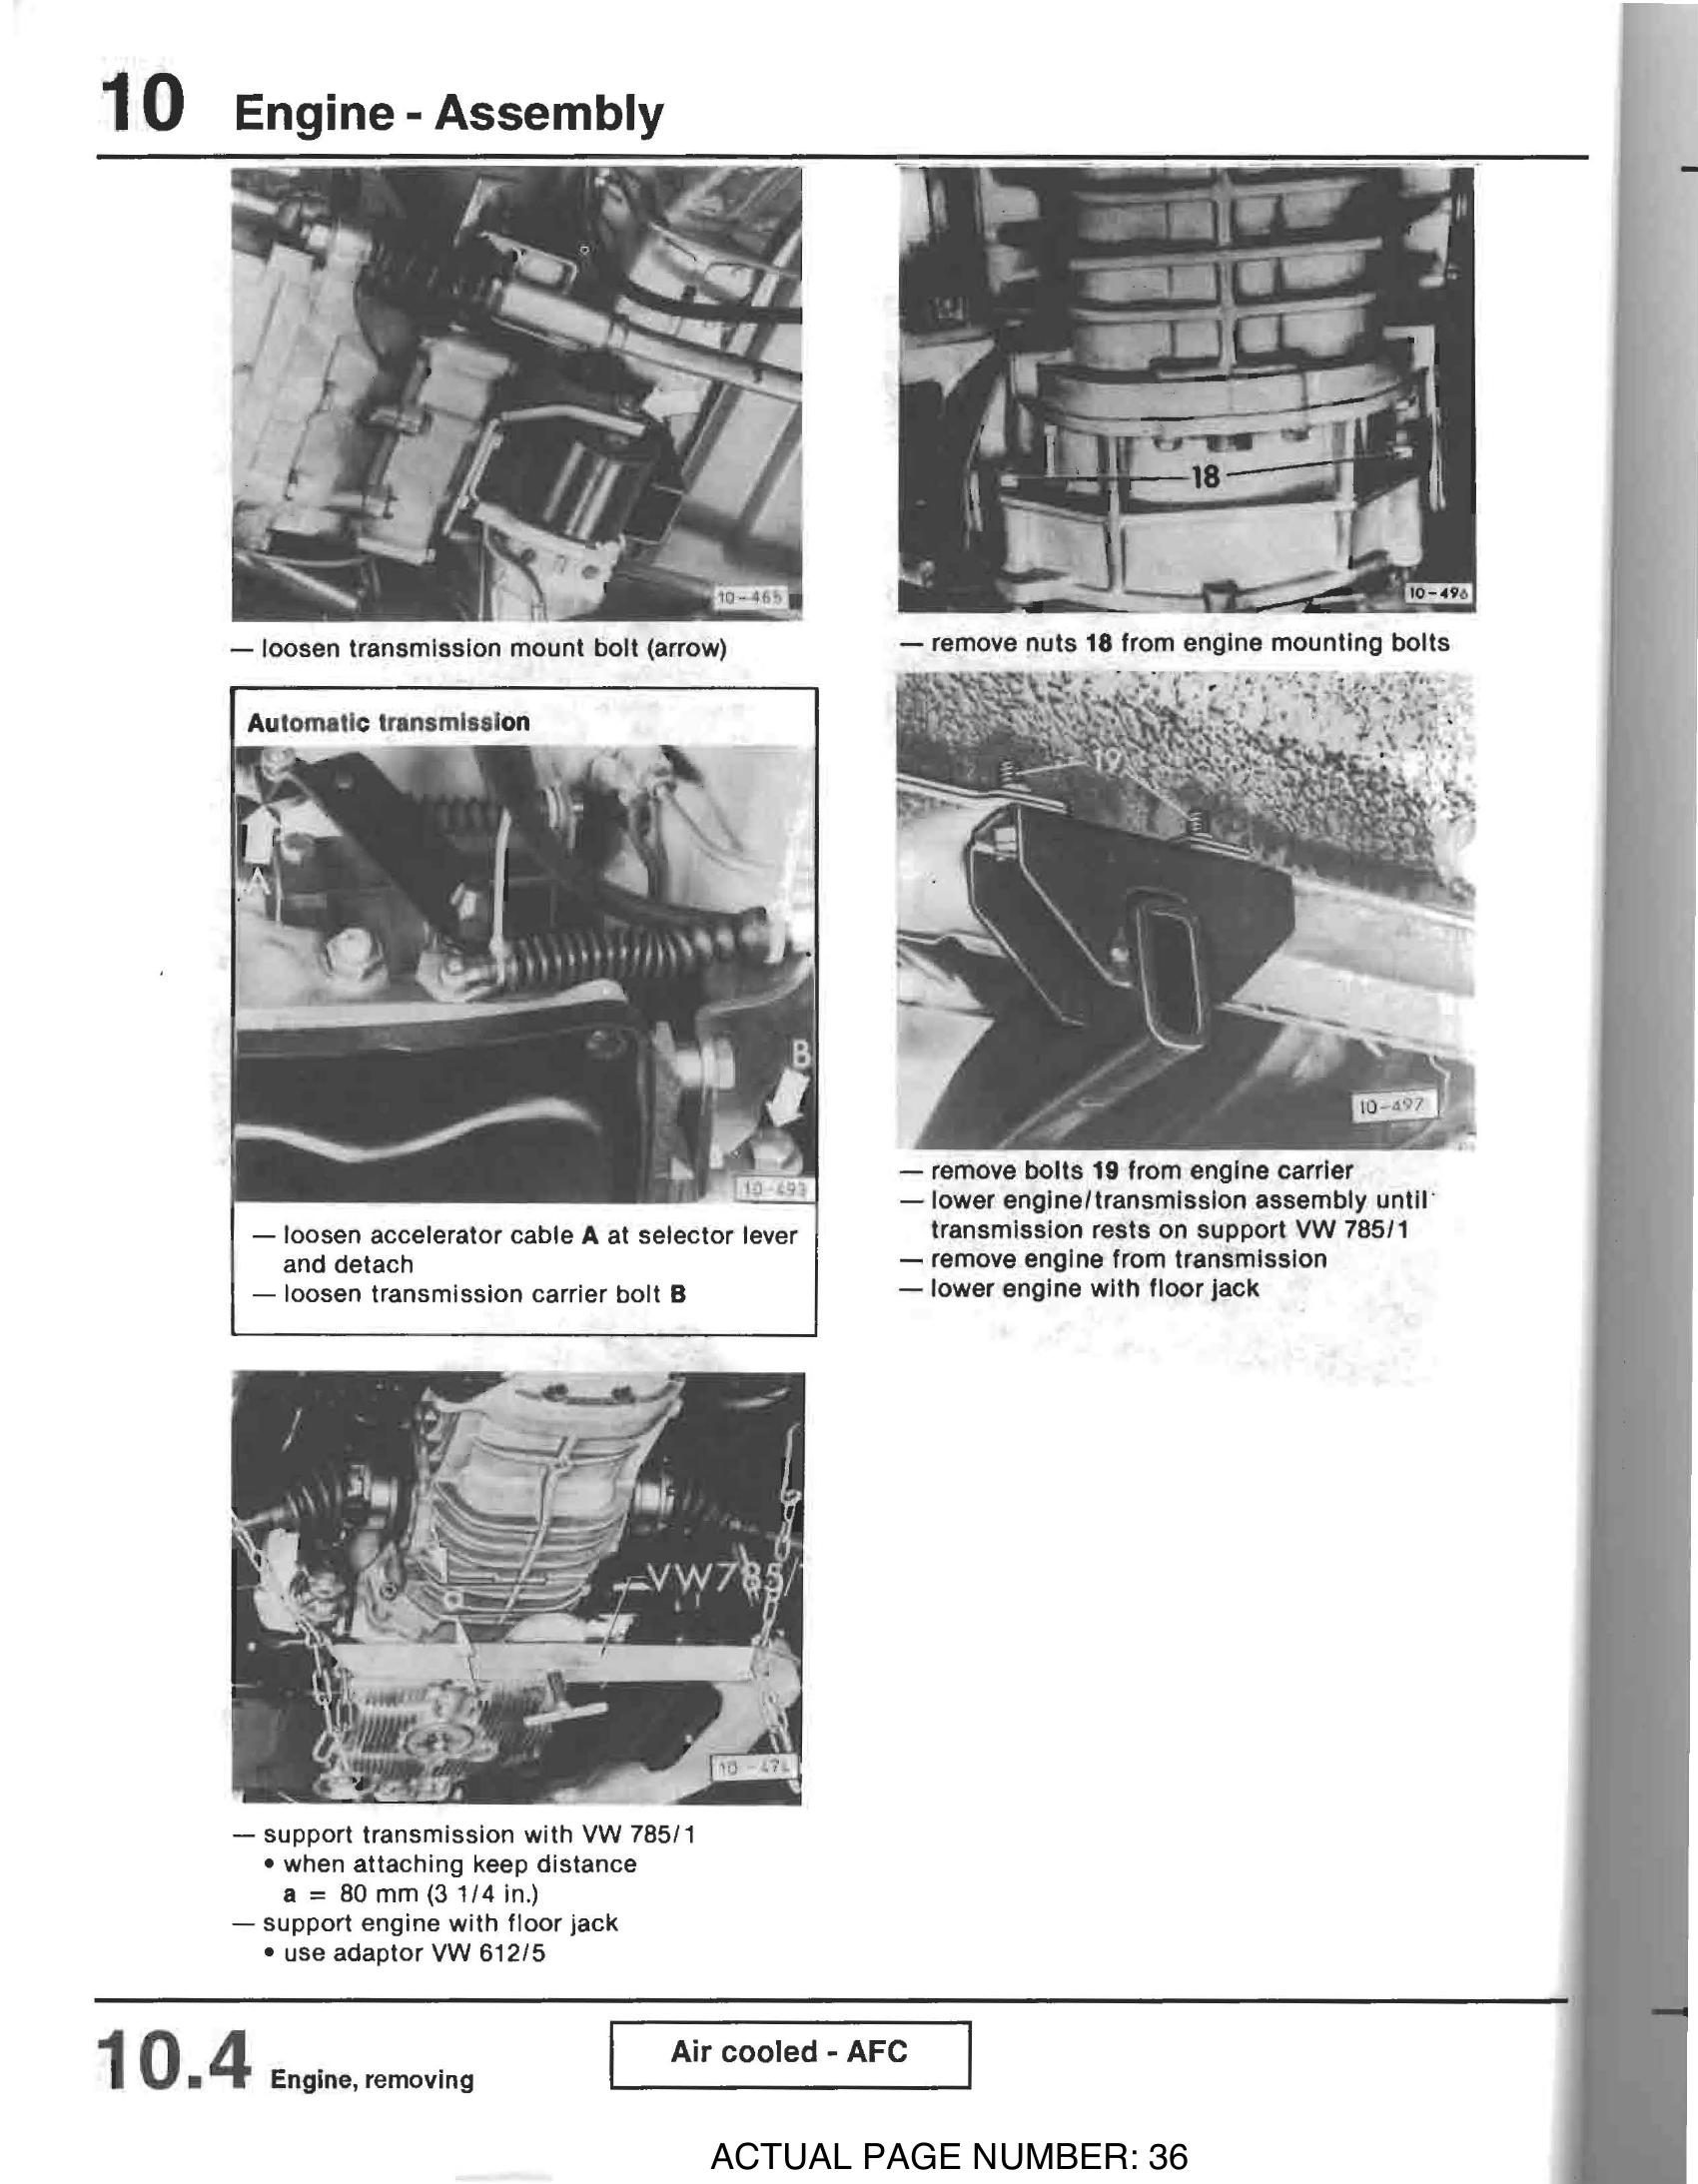 10 Engine - Assembly
10-465
— loosen transmission mount bolt (arrow)
Automatic transmission
A
B
10-493
— loosen accelerator cable A at selector lever
and detach
— loosen transmission carrier bolt B
VW785/
10-474
— support transmission with VW 785/1
• when attaching keep distance
a = 80 mm (3 1/4 in.)
— support engine with floor jack
• use adaptor VW 612/5
18
10-496
— remove nuts 18 from engine mounting bolts
19
10-497
— remove bolts 19 from engine carrier
— lower engine/transmission assembly until
transmission rests on support VW 785/1
— remove engine from transmission
— lower engine with floor jack
10.4 Engine, removing
Air cooled - AFC
ACTUAL PAGE NUMBER: 36